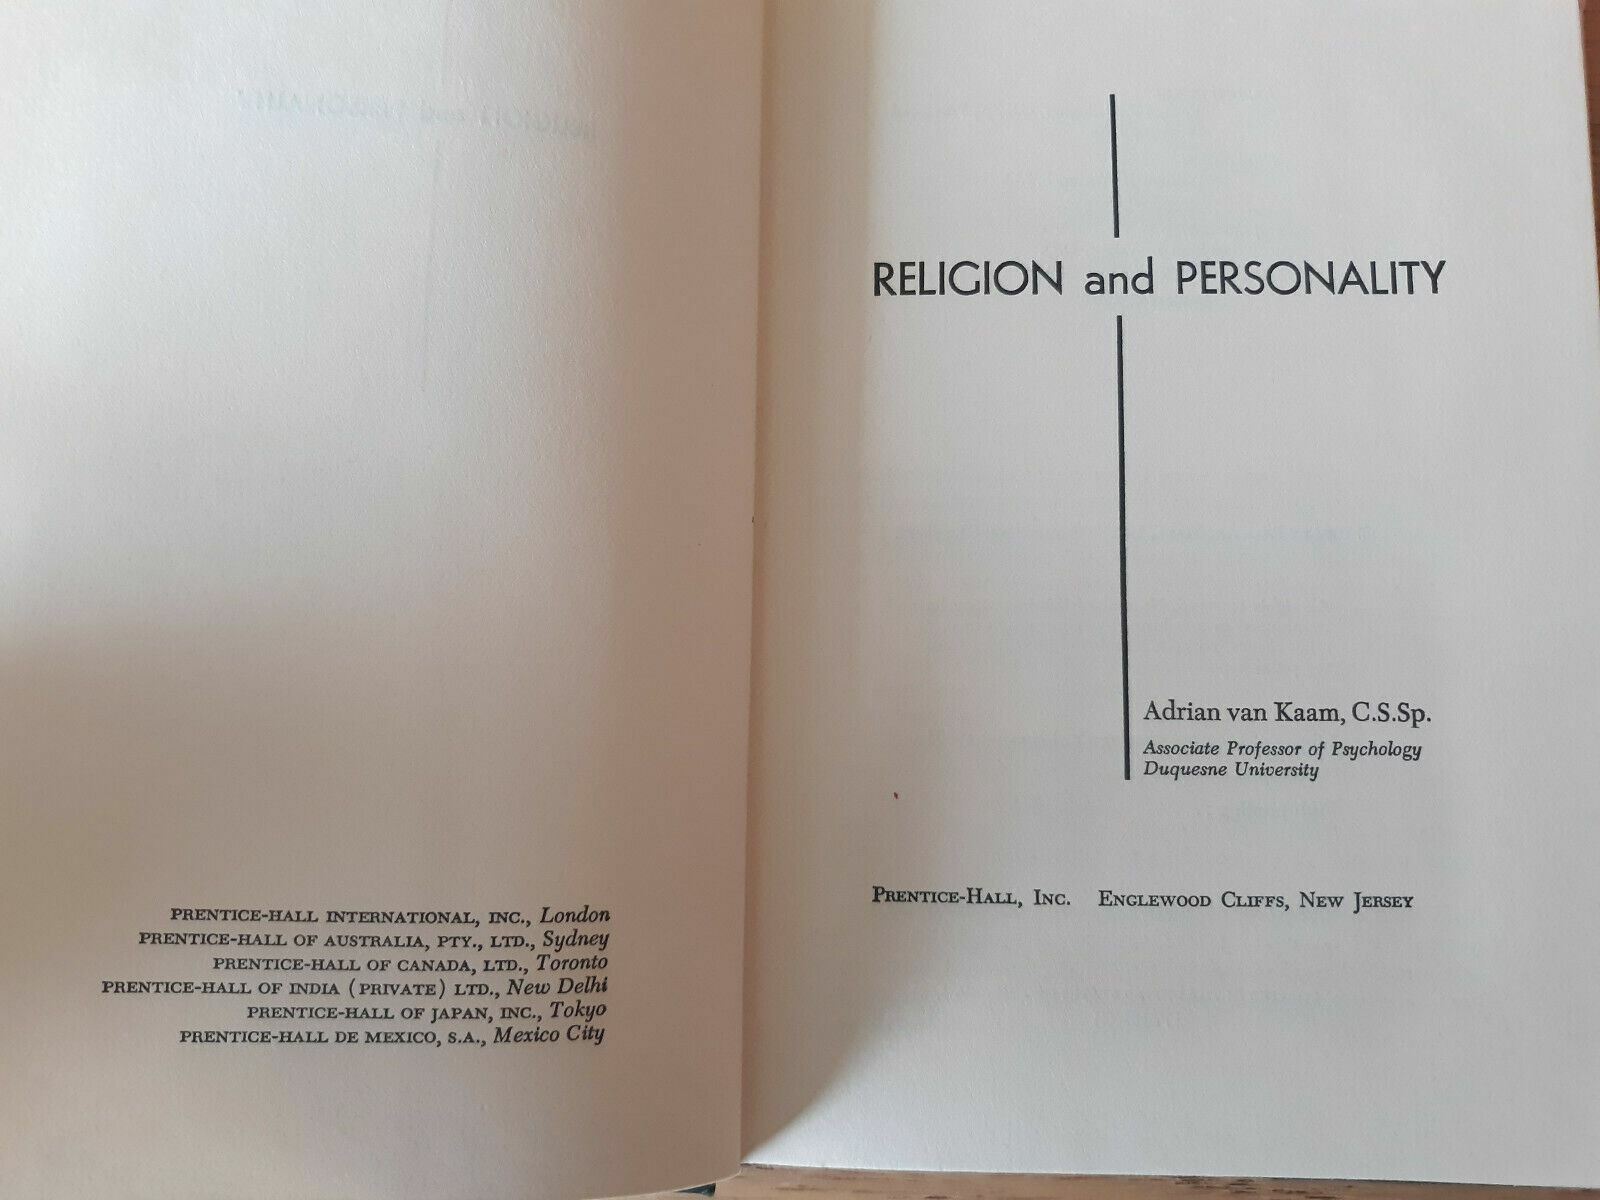 PRENTICE-HALL INTERNATIONAL, INC., London
PRENTICE-HALL OF AUSTRALIA, PTY., LTD., Sydney
PRENTICE-HALL OF CANADA, LTD., Toronto
PRENTICE-HALL OF INDIA (PRIVATE) LTD., New Delhi
PRENTICE-HALL OF JAPAN, INC., Tokyo
PRENTICE-HALL DE MEXICO, S.A., Mexico City
RELIGION and PERSONALITY
Adrian van Kaam, C.S.Sp.
Associate Professor of Psychology
Duquesne University
PRENTICE-HALL, INC. ENGLEWOOD CLIFFS, NEW JERSEY